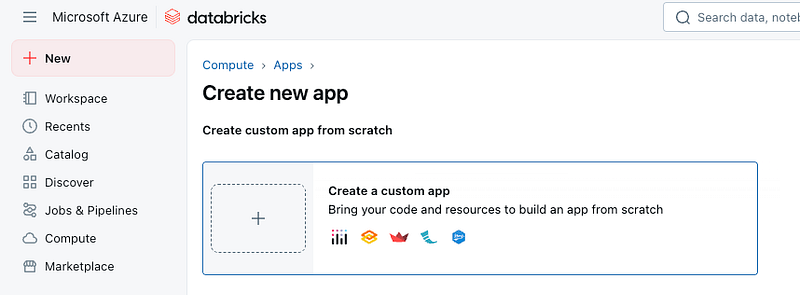 Microsoft Azure databricks Search data, noteb
New
Compute > Apps >
Create new app
Create custom app from scratch
Workspace
Recents
Catalog
Discover
Jobs & Pipelines
Compute
Marketplace
Create a custom app
Bring your code and resources to build an app from scratch